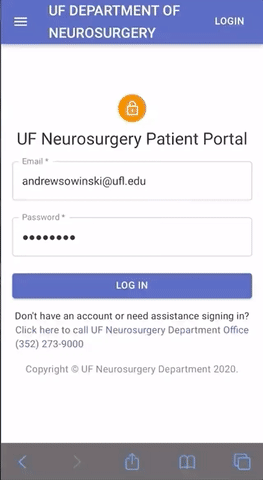 UF DEPARTMENT OF
NEUROSURGERY
LOGIN
UF Neurosurgery Patient Portal
Email *
andrewsowinski@ufl.edu
Password *
••••••••
LOG IN
Don't have an account or need assistance signing in?
Click here to call UF Neurosurgery Department Office
(352) 273-9000
Copyright © UF Neurosurgery Department 2020.